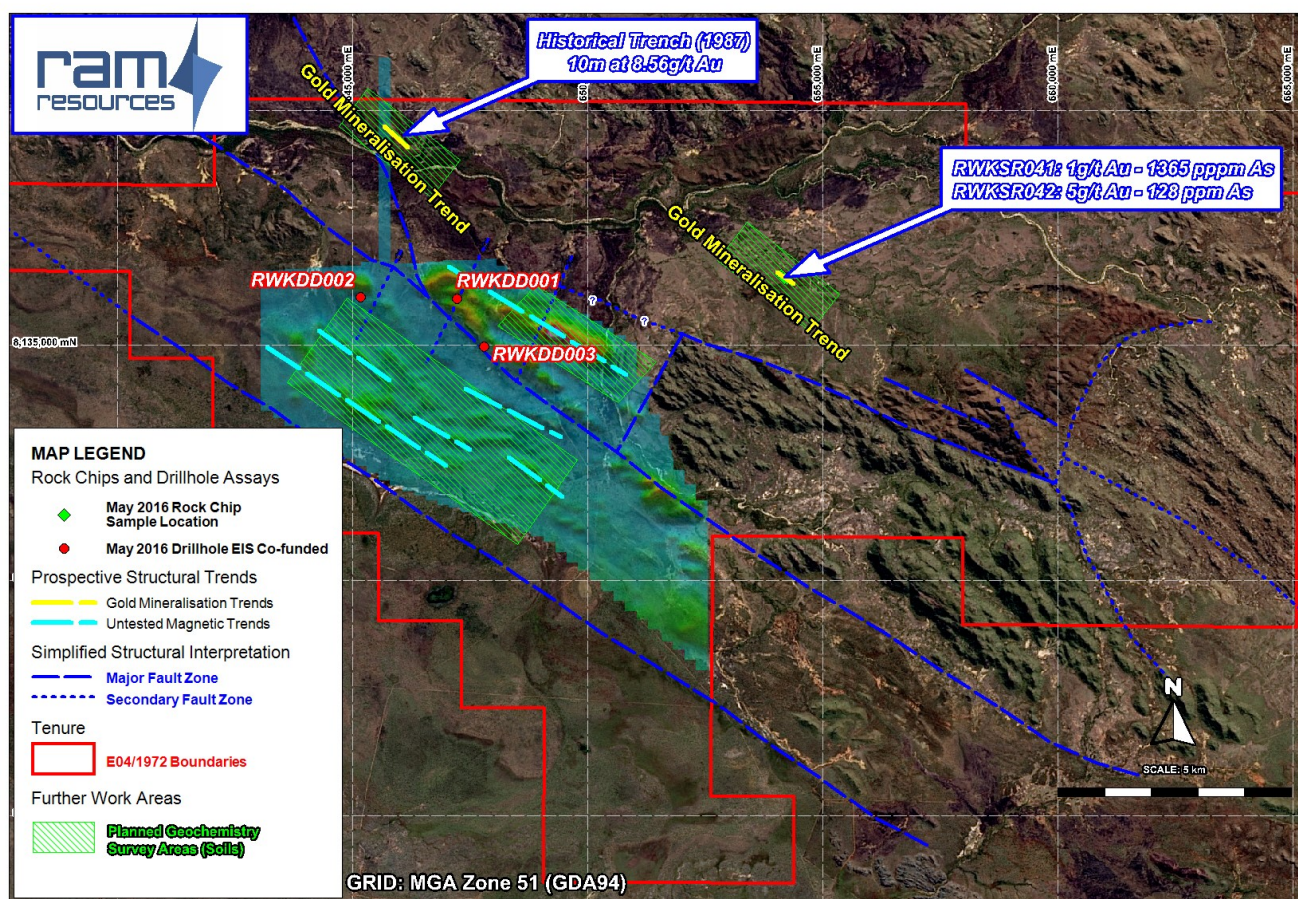 ram
resources
Historical Trench (1987)
10m at 8.56g/t Au
45,000 mE
650
655,000 mE
660,000 mE
665,0
Gold Mineralisation Trend
RWKSR041: 1g/t Au - 1365 pppm As
RWKSR042: 5g/t Au - 128 ppm As
Gold Mineralisation Trend
RWKDD002
RWKDD001
?
?
8,135,000 mN
RWKDD003
MAP LEGEND
Rock Chips and Drillhole Assays
May 2016 Rock Chip
Sample Location
May 2016 Drillhole EIS Co-funded
Prospective Structural Trends
Gold Mineralisation Trends
Untested Magnetic Trends
Simplified Structural Interpretation
Major Fault Zone
Secondary Fault Zone
Tenure
E04/1972 Boundaries
Further Work Areas
Planned Geochemistry
Survey Areas (Soils)
N
SCALE: 5 km
GRID: MGA Zone 51 (GDA94)